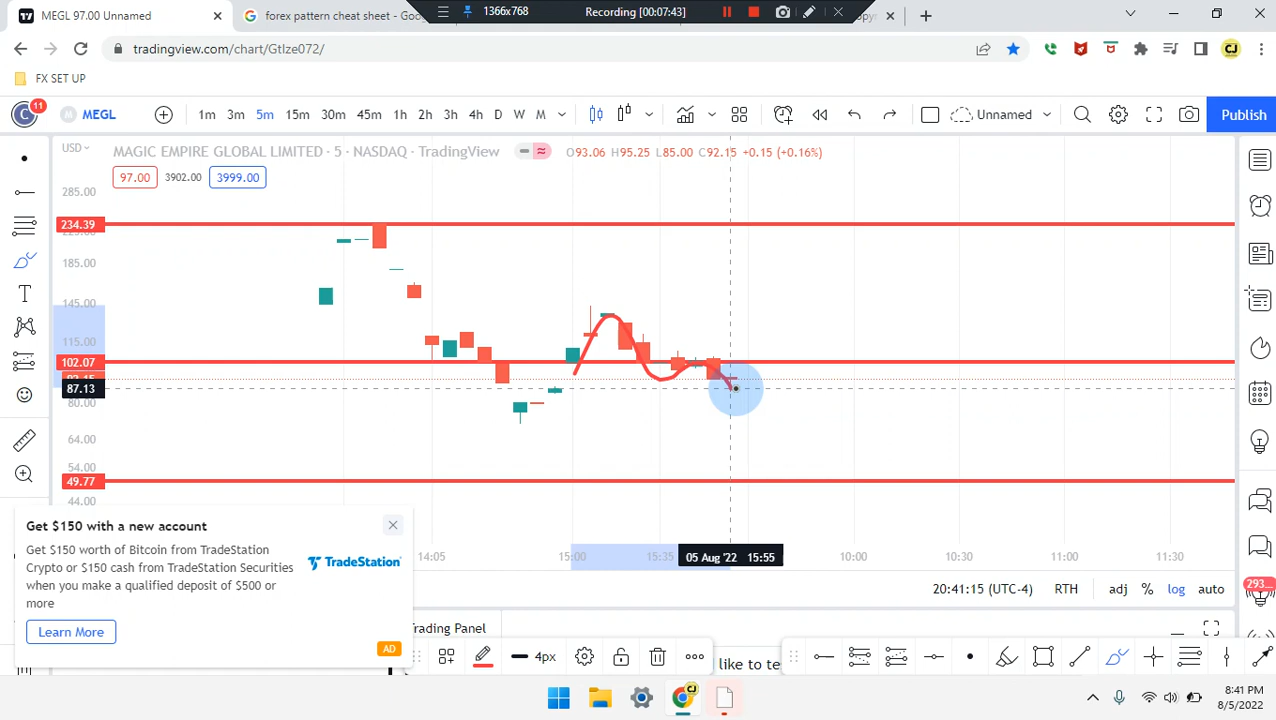 MEGL 97.00 Unnamed
forex pattern cheat sheet - Goo
1366x768
Recording [00:07:43]
tradingview.com/chart/GtIze072/
FX SET UP
C 11
MEGL
1m 3m 5m 15m 30m 45m 1h 2h 3h 4h D W M
Unnamed
Publish
USD
MAGIC EMPIRE GLOBAL LIMITED · 5 · NASDAQ · TradingView
O93.06 H95.25 L85.00 C92.15 +0.15 (+0.16%)
97.00 3902.00 3999.00
285.00
234.39
185.00
145.00
115.00
102.07
92.15
87.13
80.00
64.00
54.00
49.77
44.00
14:05 15:00 15:35 05 Aug '22 15:55 10:00 10:30 11:00 11:30
Get $150 with a new account
Get $150 worth of Bitcoin from TradeStation
Crypto or $150 cash from TradeStation Securities
when you make a qualified deposit of $500 or
more
TradeStation
Learn More
AD
20:41:15 (UTC-4) RTH adj % log auto
293...
rading Panel
4px
like to te
CJ
8:41 PM
8/5/2022